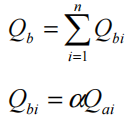 Q_b = \sum_{i=1}^{n} Q_{bi}
Q_{bi} = \alpha Q_{ai}